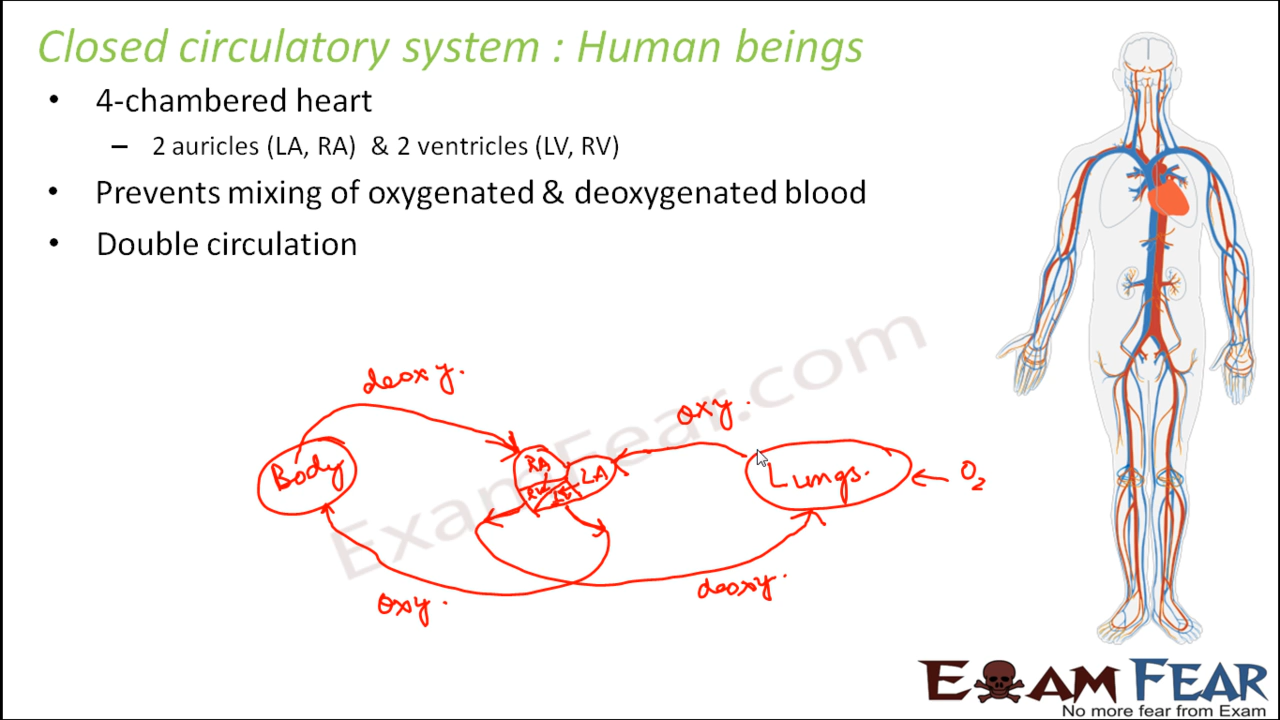 Closed circulatory system : Human beings
• 4-chambered heart
– 2 auricles (LA, RA) & 2 ventricles (LV, RV)
• Prevents mixing of oxygenated & deoxygenated blood
• Double circulation
ExamFear.com
deoxy.
oxy.
Body
RA
LA
RV
LV
Lungs.
O2
oxy.
deoxy.
EXAM FEAR
No more fear from Exam